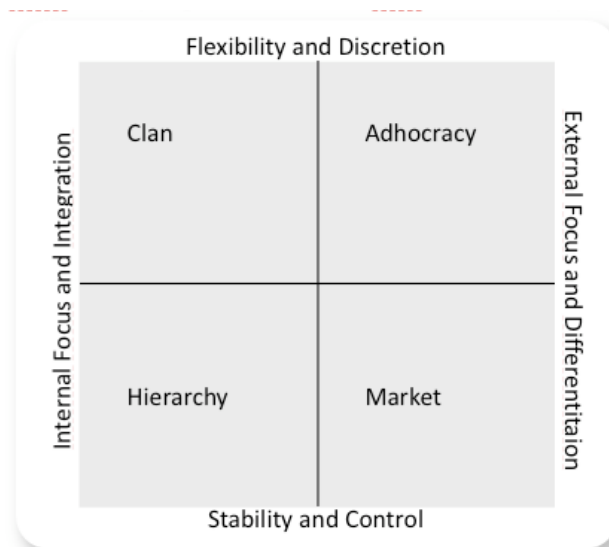 Flexibility and Discretion
Internal Focus and Integration
Clan
Adhocracy
External Focus and Differentitaion
Hierarchy
Market
Stability and Control